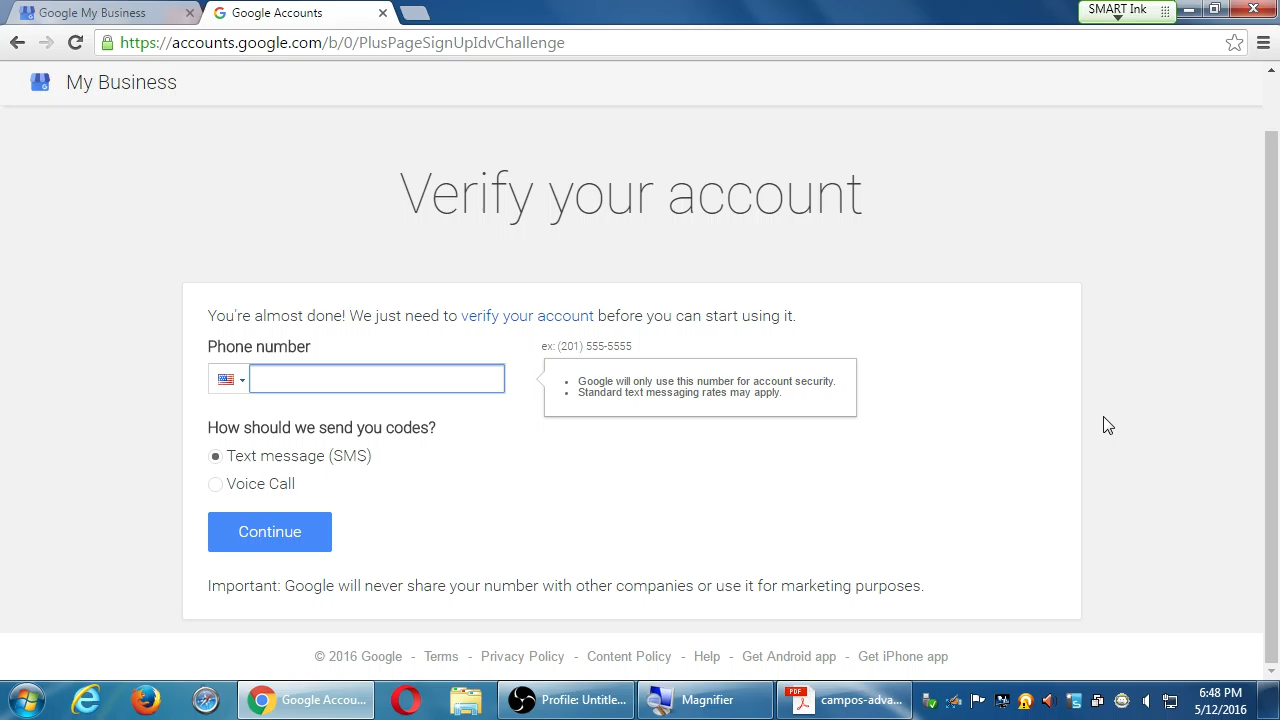 Google My Business
Google Accounts
SMART Ink
https://accounts.google.com/b/0/PlusPageSignUpIdvChallenge
My Business
Verify your account
You're almost done! We just need to verify your account before you can start using it.
Phone number
ex: (201) 555-5555
Google will only use this number for account security.
Standard text messaging rates may apply.
How should we send you codes?
Text message (SMS)
Voice Call
Continue
Important: Google will never share your number with other companies or use it for marketing purposes.
© 2016 Google - Terms - Privacy Policy - Content Policy - Help - Get Android app - Get iPhone app
Google Accou...
Profile: Untitle...
Magnifier
PDF
campos-adva...
6:48 PM
5/12/2016